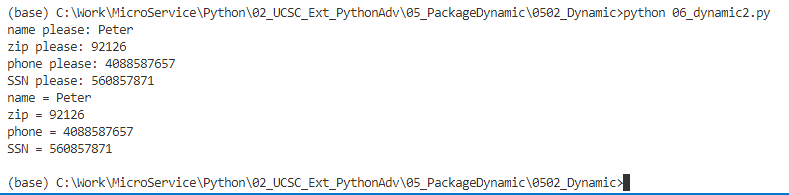 (base) C:\Work\MicroService\Python\02_UCSC_Ext_PythonAdv\05_PackageDynamic\0502_Dynamic>python 06_dynamic2.py
name please: Peter
zip please: 92126
phone please: 4088587657
SSN please: 560857871
name = Peter
zip = 92126
phone = 4088587657
SSN = 560857871
(base) C:\Work\MicroService\Python\02_UCSC_Ext_PythonAdv\05_PackageDynamic\0502_Dynamic>